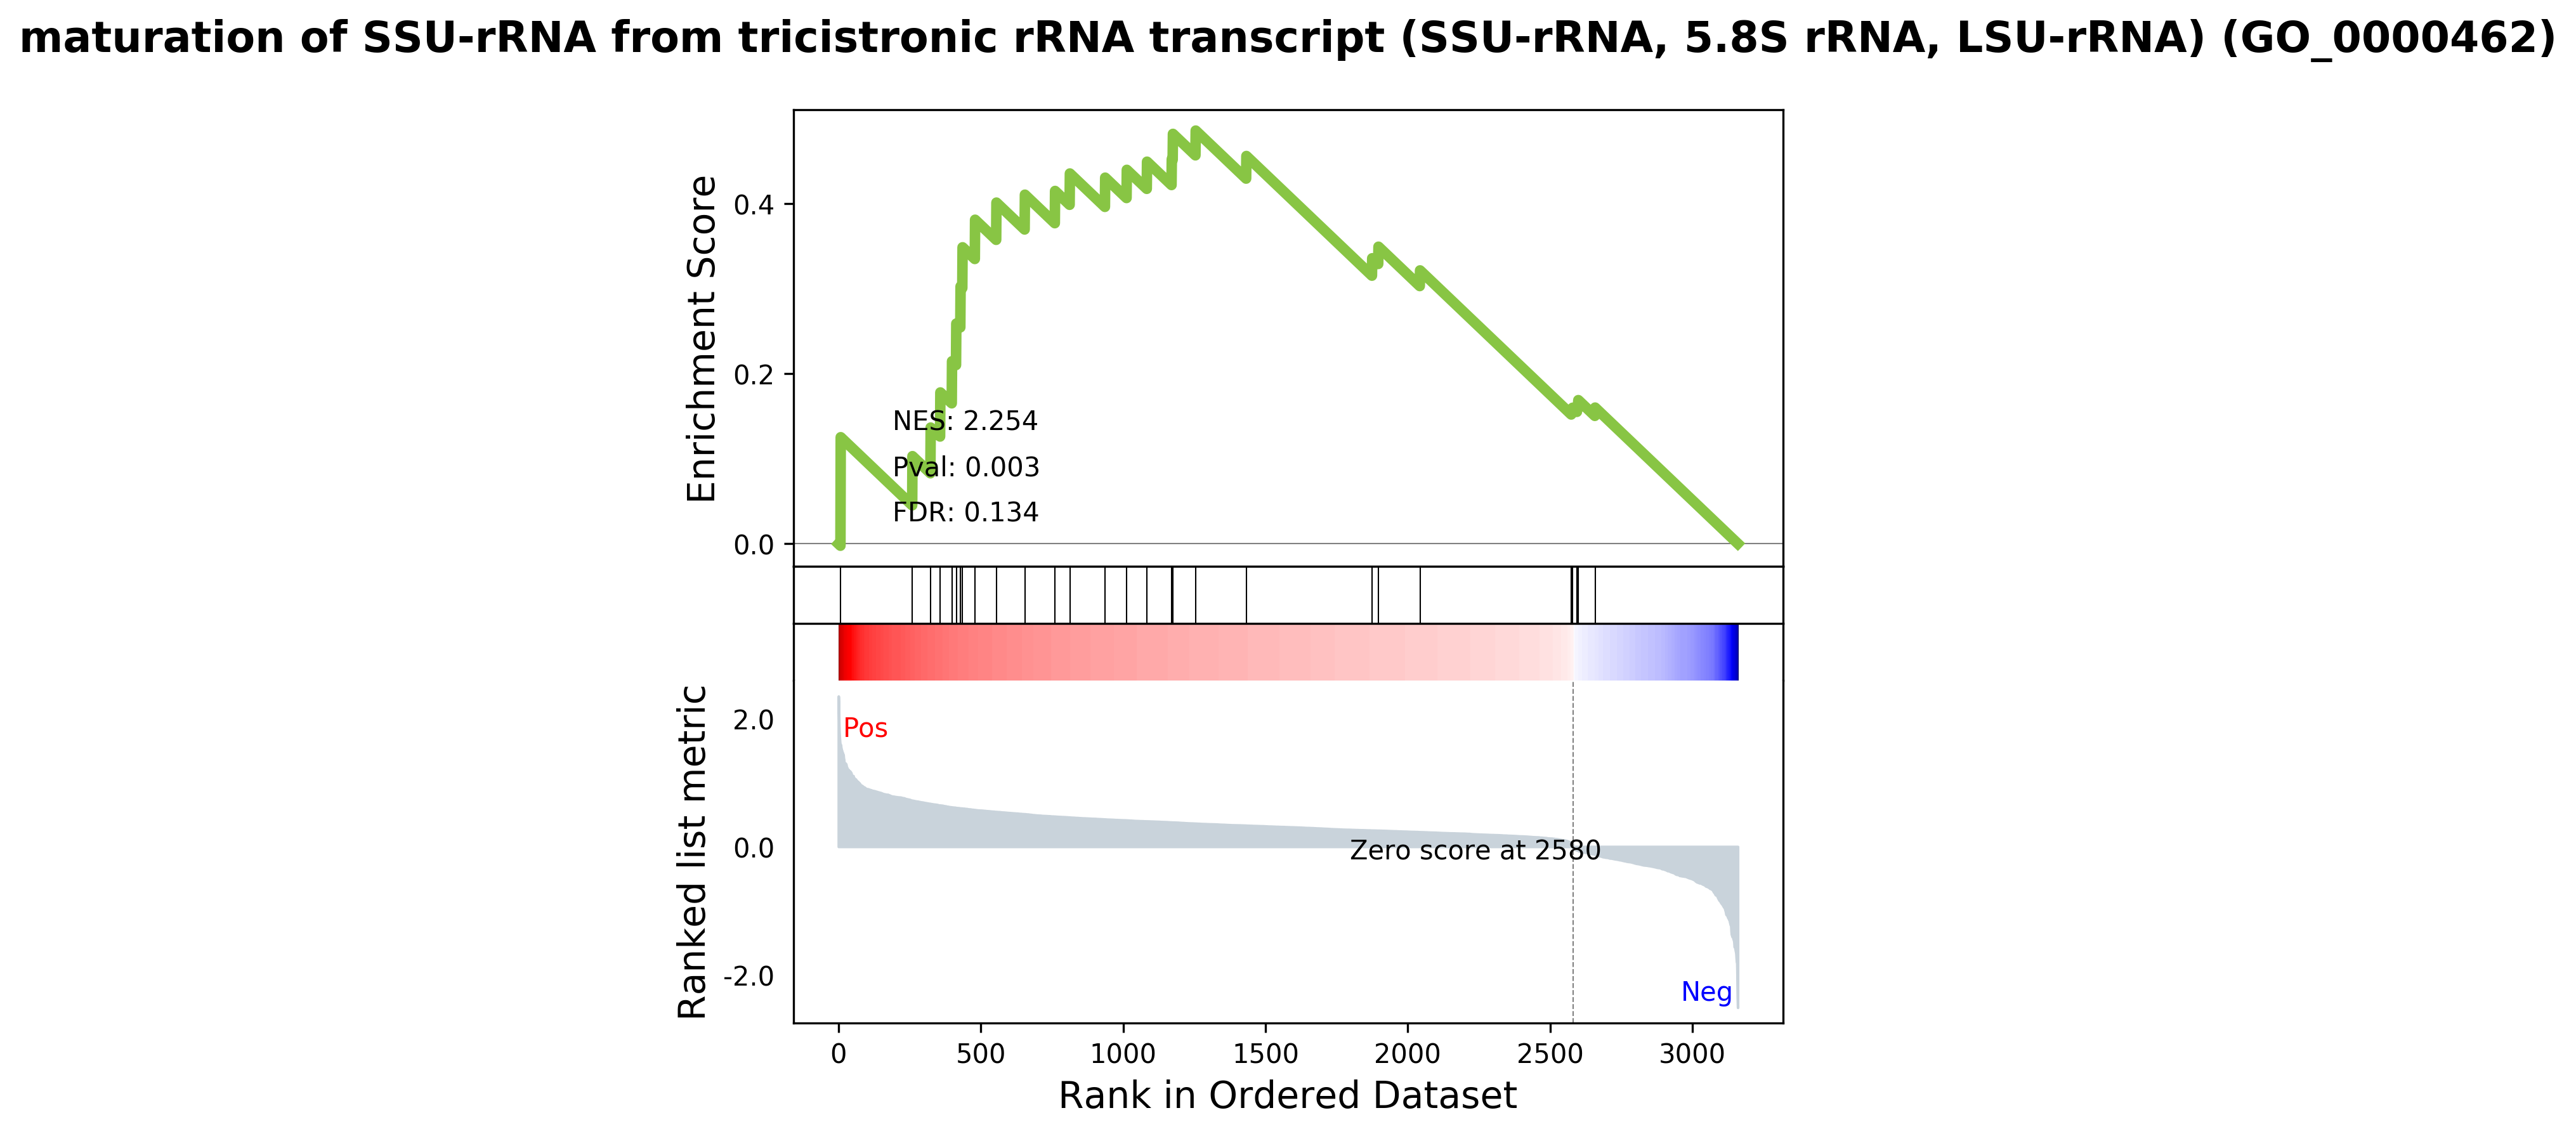 maturation of SSU-rRNA from tricistronic rRNA transcript (SSU-rRNA, 5.8S rRNA, LSU-rRNA) (GO_0000462)
Enrichment Score
0.4
0.2
0.0
NES: 2.254
Pval: 0.003
FDR: 0.134
Ranked list metric
2.0
0.0
-2.0
Pos
Zero score at 2580
Neg
0 500 1000 1500 2000 2500 3000
Rank in Ordered Dataset